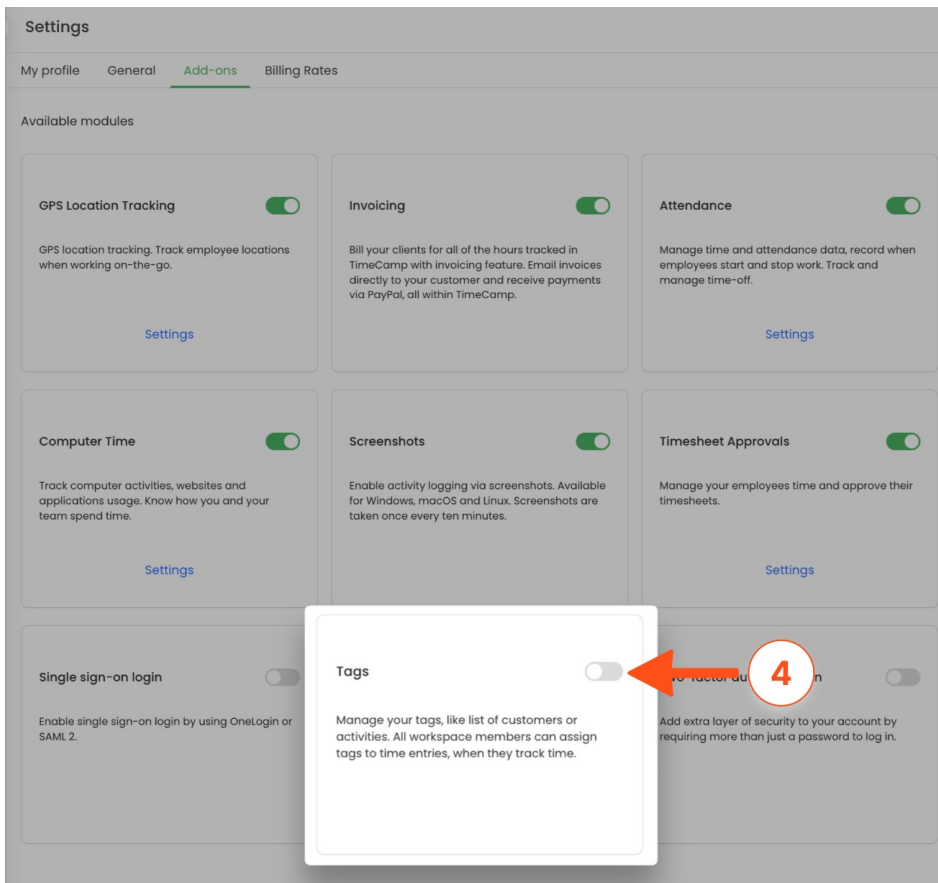 Settings
My profile General Add-ons Billing Rates
Available modules
GPS Location Tracking
GPS location tracking. Track employee locations
when working on-the-go.
Settings
Invoicing
Bill your clients for all of the hours tracked in
TimeCamp with invoicing feature. Email invoices
directly to your customer and receive payments
via PayPal, all within TimeCamp.
Attendance
Manage time and attendance data, record when
employees start and stop work. Track and
manage time-off.
Settings
Computer Time
Track computer activities, websites and
applications usage. Know how you and your
team spend time.
Settings
Screenshots
Enable activity logging via screenshots. Available
for Windows, macOS and Linux. Screenshots are
taken once every ten minutes.
Timesheet Approvals
Manage your employees time and approve their
timesheets.
Settings
Single sign-on login
Enable single sign-on login by using OneLogin or
SAML 2.
Tags
Manage your tags, like list of customers or
activities. All workspace members can assign
tags to time entries, when they track time.
4
Add extra layer of security to your account by
requiring more than just a password to log in.